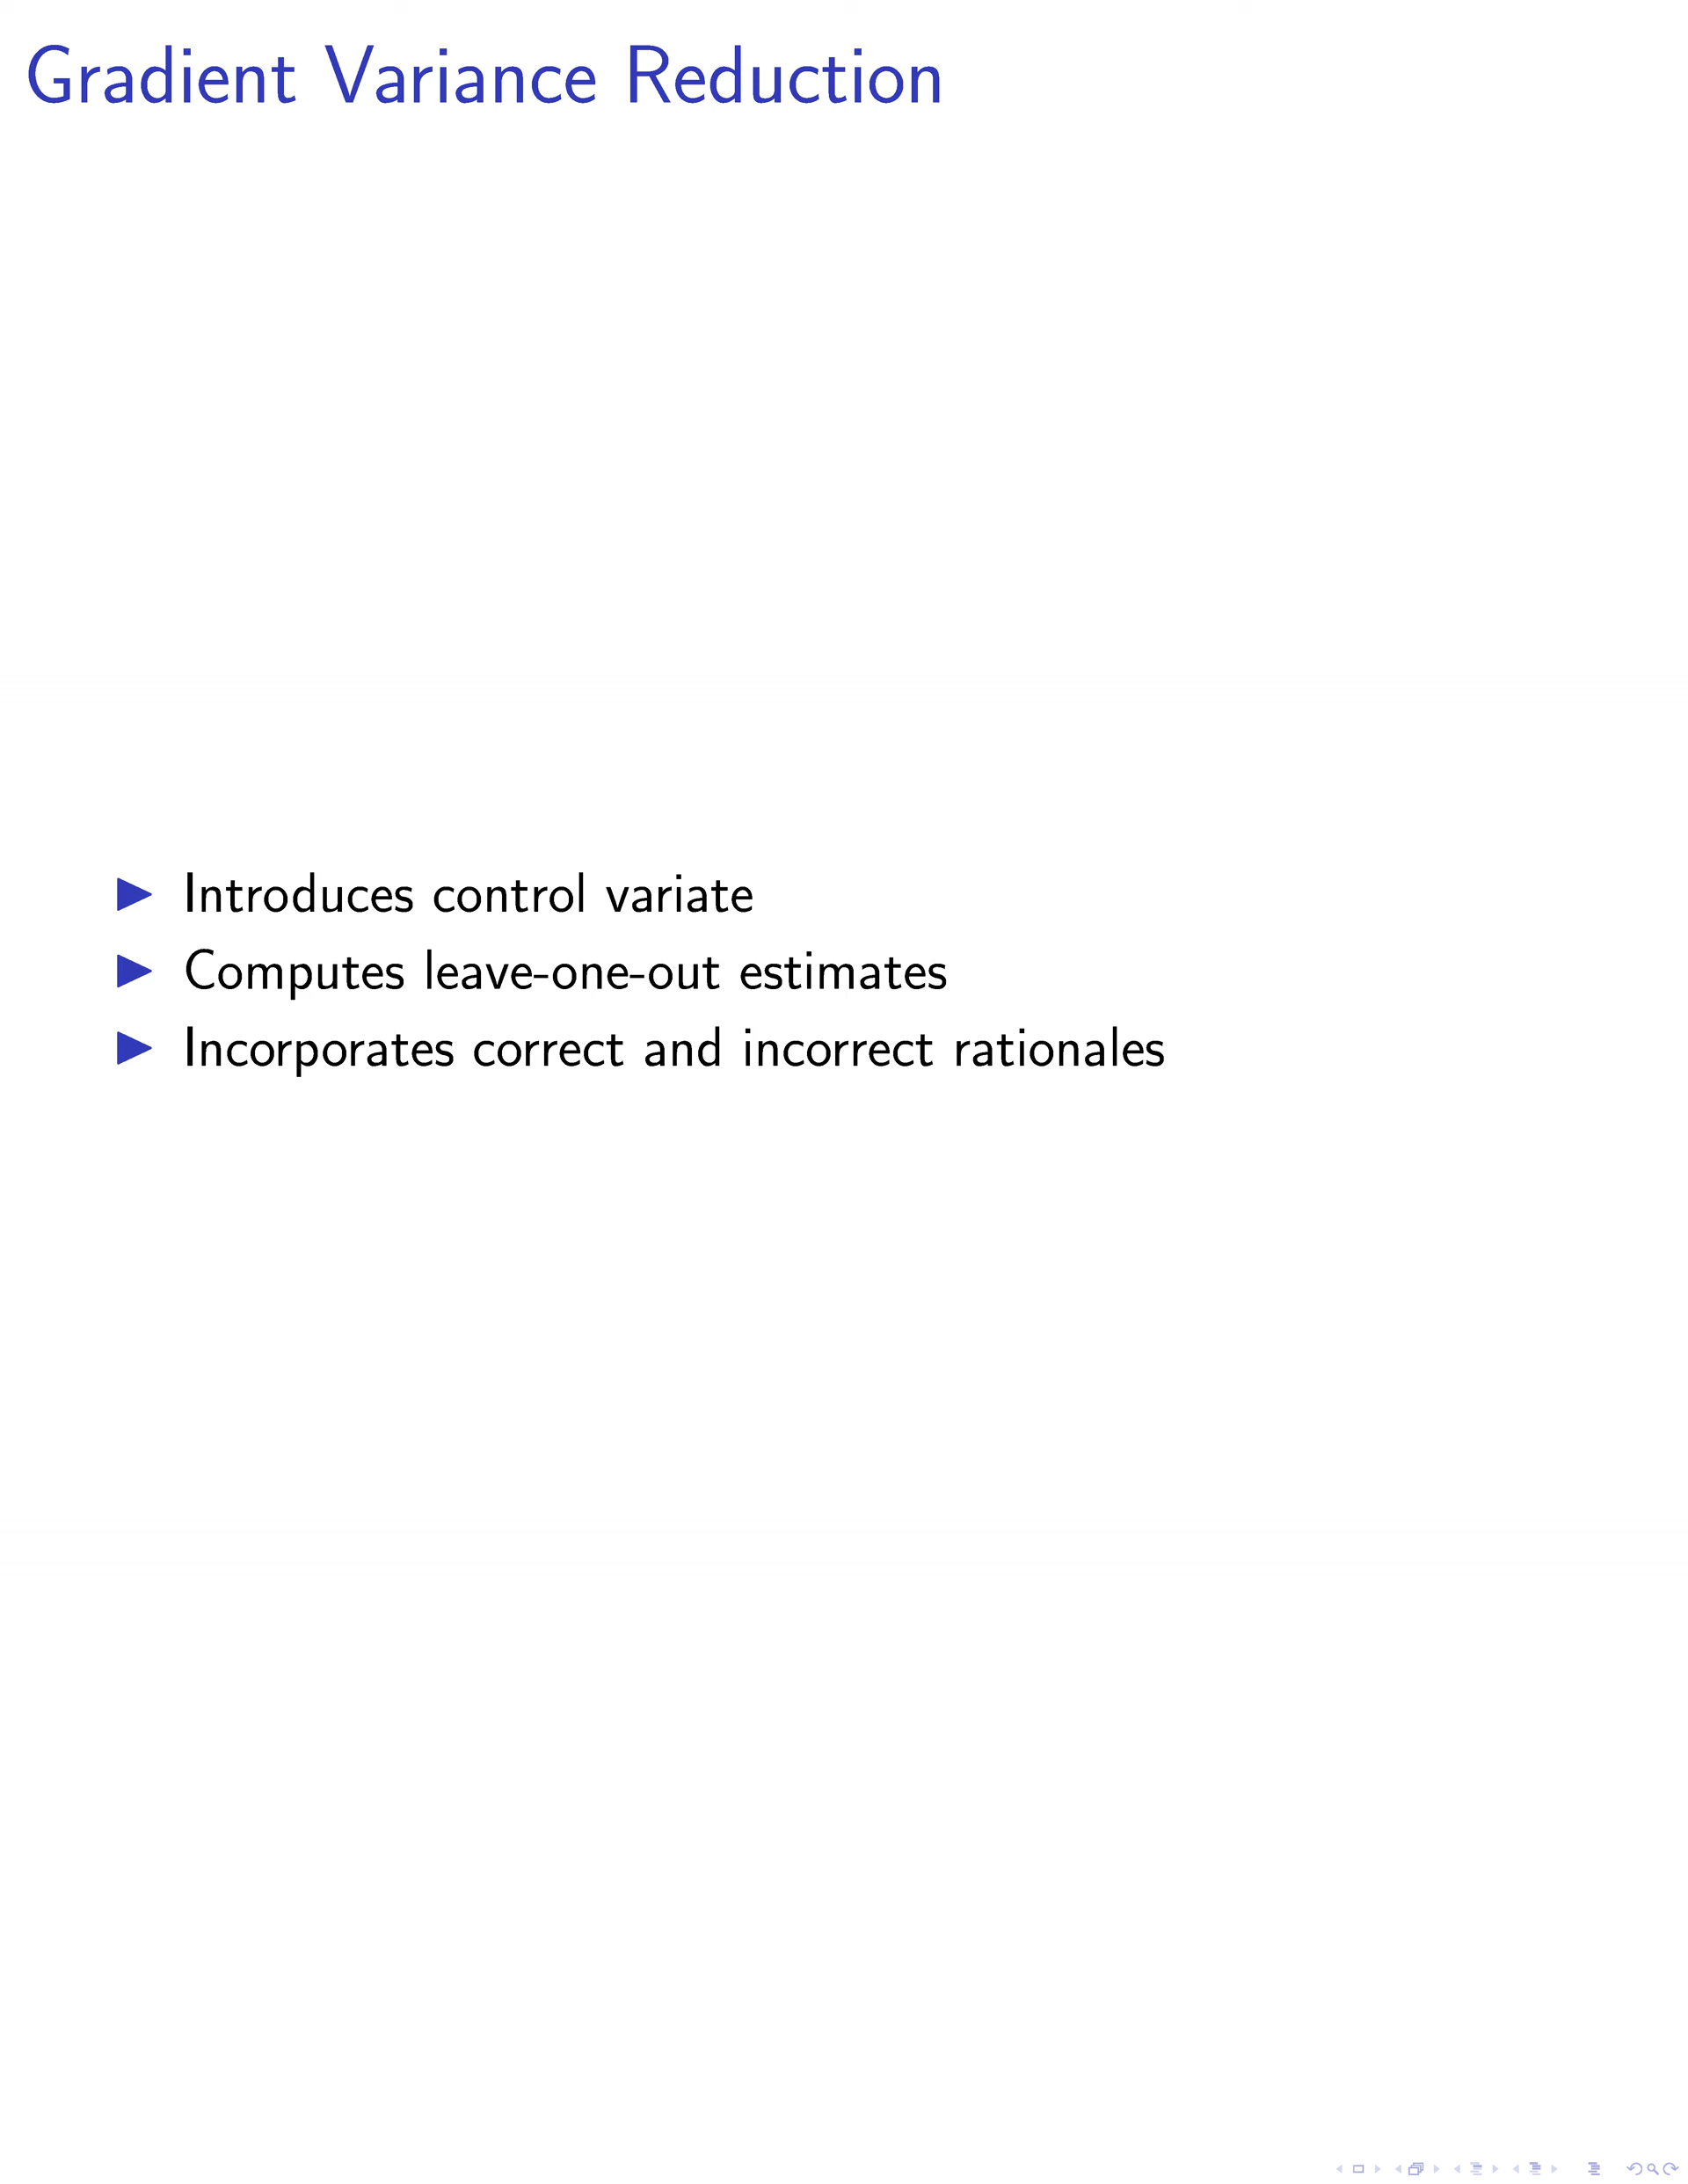 Gradient Variance Reduction
Introduces control variate
Computes leave-one-out estimates
Incorporates correct and incorrect rationales